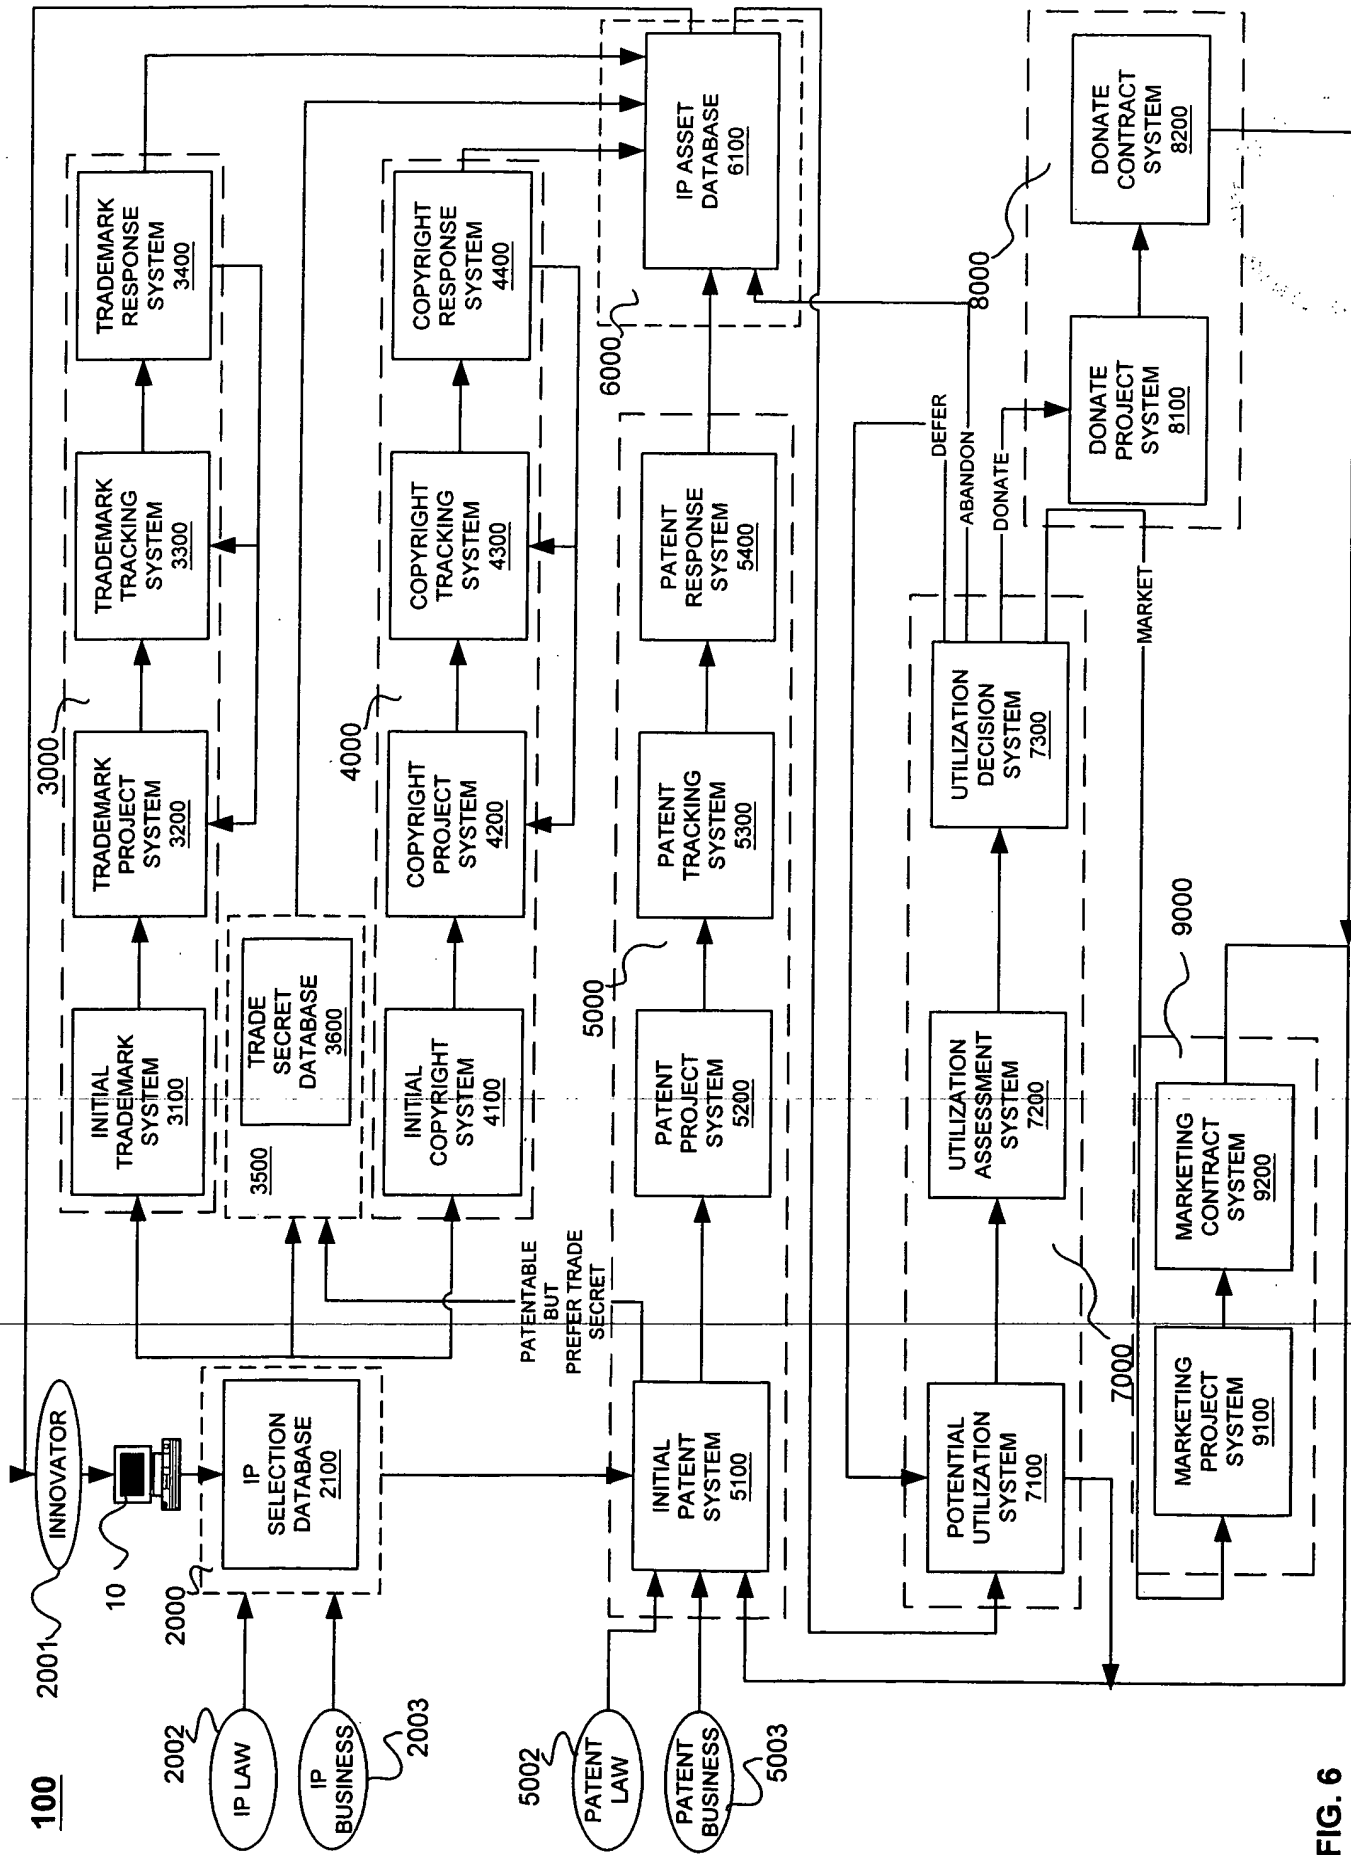 100
2001
INNOVATOR
10
2002
IP LAW
IP
BUSINESS
2003
2000
IP
SELECTION
DATABASE
2100
INITIAL
TRADEMARK
SYSTEM
3100
3000
TRADEMARK
PROJECT
SYSTEM
3200
TRADEMARK
TRACKING
SYSTEM
3300
TRADEMARK
RESPONSE
SYSTEM
3400
3500
TRADE
SECRET
DATABASE
3600
INITIAL
COPYRIGHT
SYSTEM
4100
4000
COPYRIGHT
PROJECT
SYSTEM
4200
COPYRIGHT
TRACKING
SYSTEM
4300
COPYRIGHT
RESPONSE
SYSTEM
4400
PATENTABLE
BUT
PREFER TRADE
SECRET
5002
PATENT
LAW
PATENT
BUSINESS
5003
INITIAL
PATENT
SYSTEM
5100
5000
PATENT
PROJECT
SYSTEM
5200
PATENT
TRACKING
SYSTEM
5300
PATENT
RESPONSE
SYSTEM
5400
6000
IP ASSET
DATABASE
6100
POTENTIAL
UTILIZATION
SYSTEM
7100
7000
UTILIZATION
ASSESSMENT
SYSTEM
7200
UTILIZATION
DECISION
SYSTEM
7300
DEFER
ABANDON
DONATE
MARKET
8000
DONATE
PROJECT
SYSTEM
8100
DONATE
CONTRACT
SYSTEM
8200
9000
MARKETING
PROJECT
SYSTEM
9100
MARKETING
CONTRACT
SYSTEM
9200
FIG. 6